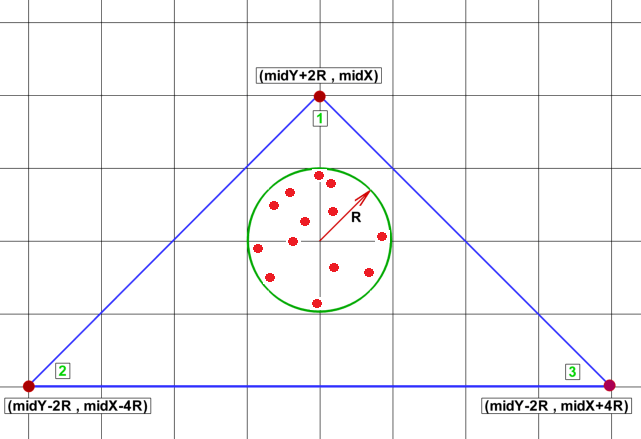 (midY+2R , midX)
1
R
2
3
(midY-2R , midX-4R)
(midY-2R , midX+4R)